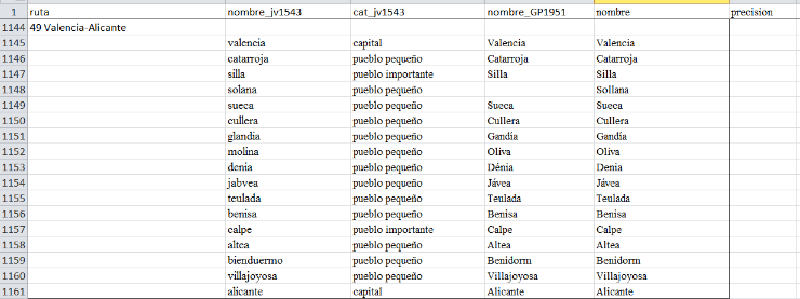 1 ruta nombre_jv1543 cat_jv1543 nombre_GP1951 nombre precision
1144 49 Valencia-Alicante
1145 valencia capital Valencia Valencia
1146 catarroja pueblo pequeño Catarroja Catarroja
1147 silla pueblo importante Silla Silla
1148 solana pueblo pequeño Sollana
1149 sueca pueblo pequeño Sueca Sueca
1150 cullera pueblo pequeño Cullera Cullera
1151 glandia pueblo pequeño Gandia Gandía
1152 molina pueblo pequeño Oliva Oliva
1153 denia pueblo pequeño Dénia Denia
1154 jabvea pueblo pequeño Jávea Jávea
1155 teulada pueblo pequeño Teulada Teulada
1156 benisa pueblo pequeño Benisa Benisa
1157 calpe pueblo importante Calpe Calpe
1158 altea pueblo pequeño Altea Altea
1159 bienduermo pueblo pequeño Benidorm Benidorm
1160 villajoyosa pueblo pequeño Villajoyosa Villajoyosa
1161 alicante capital Alicante Alicante